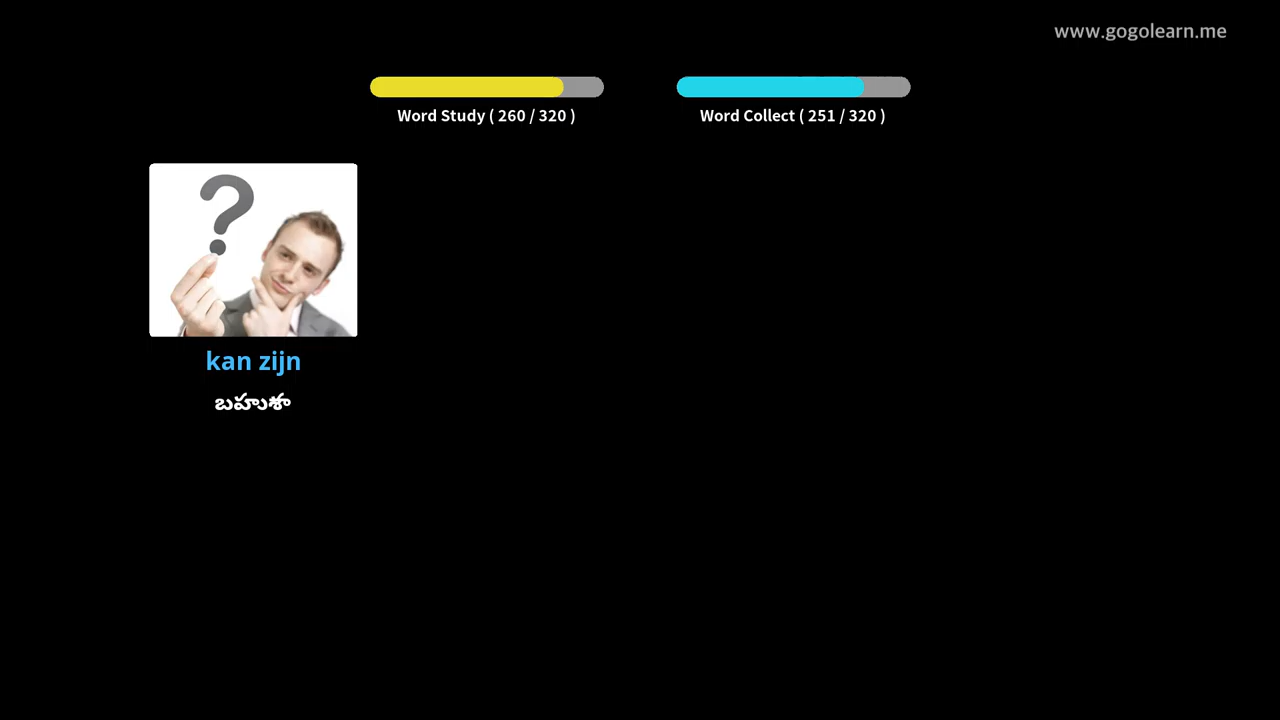 www.gogolearn.me
Word Study ( 260 / 320 )
Word Collect ( 251 / 320 )
?
kan zijn
బహుశా